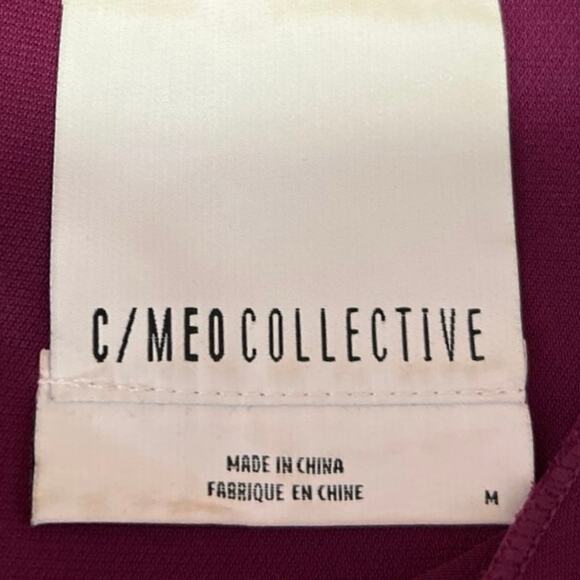 C/MEO COLLECTIVE
MADE IN CHINA
FABRIQUE EN CHINE
M